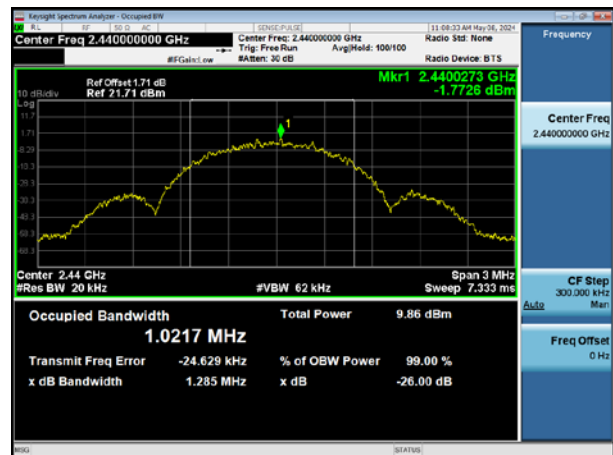 Keysight Spectrum Analyzer - Occupied BW
RL RF 50 Ω AC SENSE:PULSE 11:08:33 AM May 08, 2024
Center Freq 2.440000000 GHz Center Freq: 2.440000000 GHz Radio Std: None
Trig: Free Run Avg|Hold: 100/100
#IFGain:Low #Atten: 30 dB Radio Device: BTS
Frequency
Ref Offset 1.71 dB Mkr1 2.4400273 GHz
10 dB/div Ref 21.71 dBm -1.7726 dBm
Log
11.7
1.71
-8.29
-18.3
-28.3
-38.3
-48.3
-58.3
-68.3
1
Center 2.44 GHz Span 3 MHz
#Res BW 20 kHz #VBW 62 kHz Sweep 7.333 ms
Occupied Bandwidth Total Power 9.86 dBm
1.0217 MHz
Transmit Freq Error -24.629 kHz % of OBW Power 99.00 %
x dB Bandwidth 1.285 MHz x dB -26.00 dB
Center Freq
2.440000000 GHz
CF Step
300.000 kHz
Auto Man
Freq Offset
0 Hz
MSG STATUS